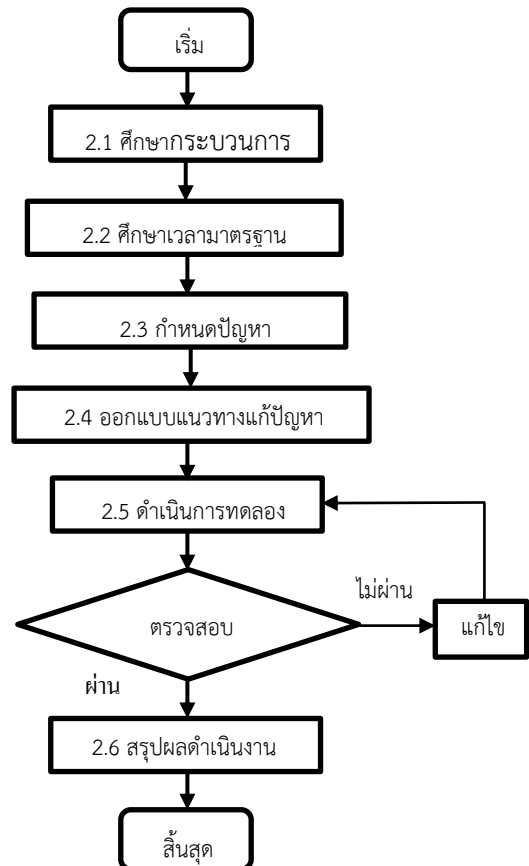 เริ่ม
2.1 ศึกษากระบวนการ
2.2 ศึกษาเวลามาตรฐาน
2.3 กำหนดปัญหา
2.4 ออกแบบแนวทางแก้ปัญหา
2.5 ดำเนินการทดลอง
ตรวจสอบ
ไม่ผ่าน
แก้ไข
ผ่าน
2.6 สรุปผลดำเนินงาน
สิ้นสุด